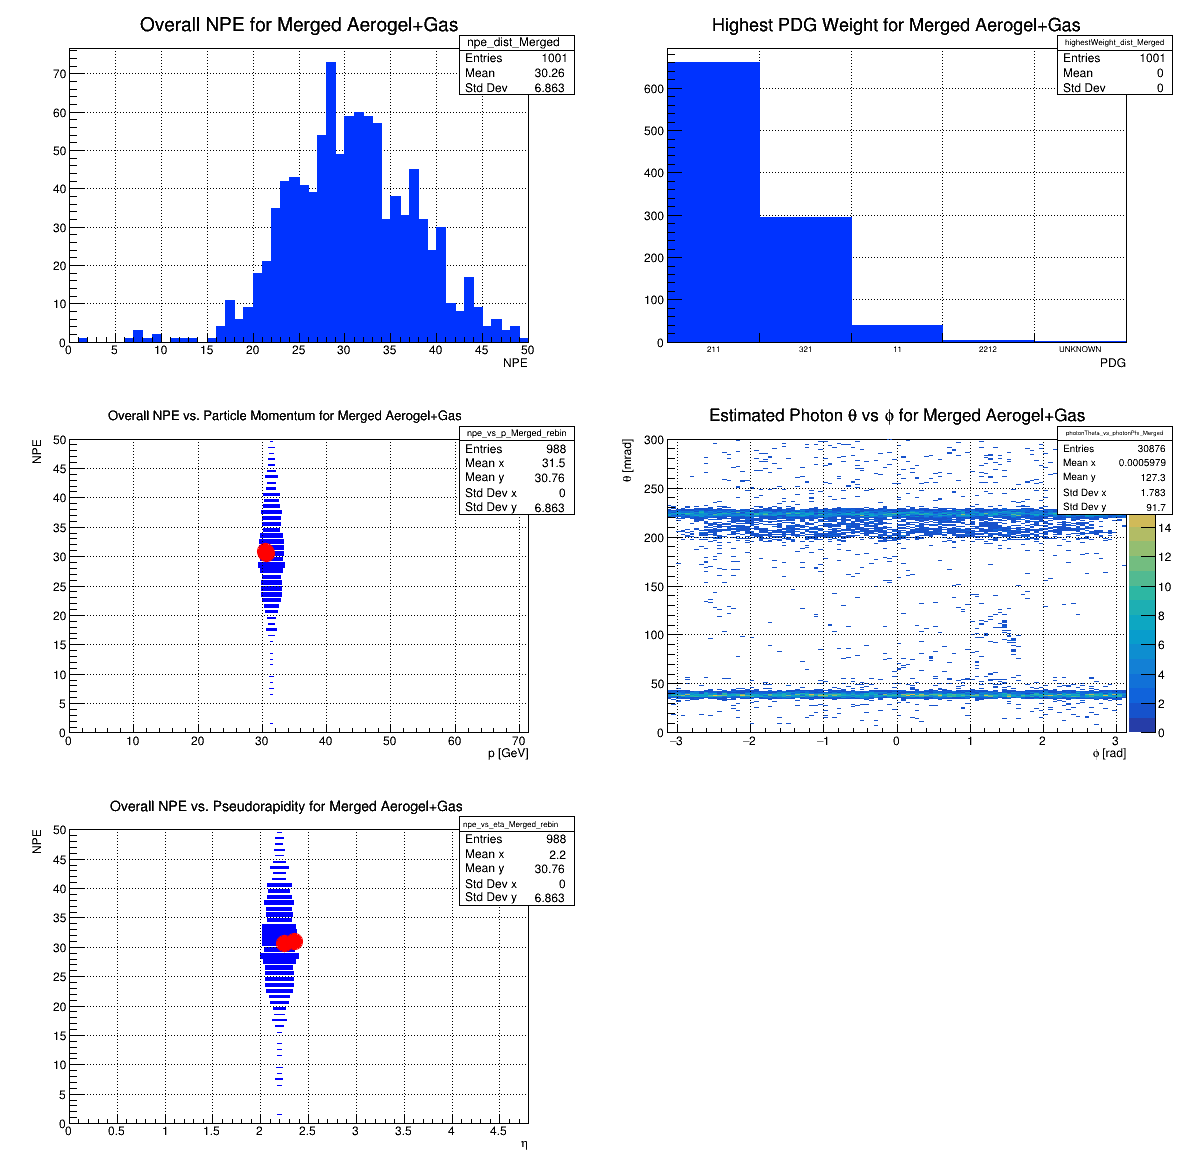 Overall NPE for Merged Aerogel+Gas
npe_dist_Merged
Entries 1001
Mean 30.26
Std Dev 6.863
70
60
50
40
30
20
10
0
0 5 10 15 20 25 30 35 40 45 50
NPE
Highest PDG Weight for Merged Aerogel+Gas
highestWeight_dist_Merged
Entries 1001
Mean 0
Std Dev 0
600
500
400
300
200
100
0
211 321 11 2212 UNKNOWN
PDG
Overall NPE vs. Particle Momentum for Merged Aerogel+Gas
npe_vs_p_Merged_rebin
Entries 988
Mean x 31.5
Mean y 30.76
Std Dev x 0
Std Dev y 6.863
NPE
50
45
40
35
30
25
20
15
10
5
0
0 10 20 30 40 50 60 70
p [GeV]
Estimated Photon θ vs ϕ for Merged Aerogel+Gas
photonTheta_vs_photonPhi_Merged
Entries 30876
Mean x 0.0005979
Mean y 127.3
Std Dev x 1.783
Std Dev y 91.7
θ [mrad]
300
250
200
150
100
50
0
−3 −2 −1 0 1 2 3
ϕ [rad]
14
12
10
8
6
4
2
0
Overall NPE vs. Pseudorapidity for Merged Aerogel+Gas
npe_vs_eta_Merged_rebin
Entries 988
Mean x 2.2
Mean y 30.76
Std Dev x 0
Std Dev y 6.863
NPE
50
45
40
35
30
25
20
15
10
5
0
0 0.5 1 1.5 2 2.5 3 3.5 4 4.5
η